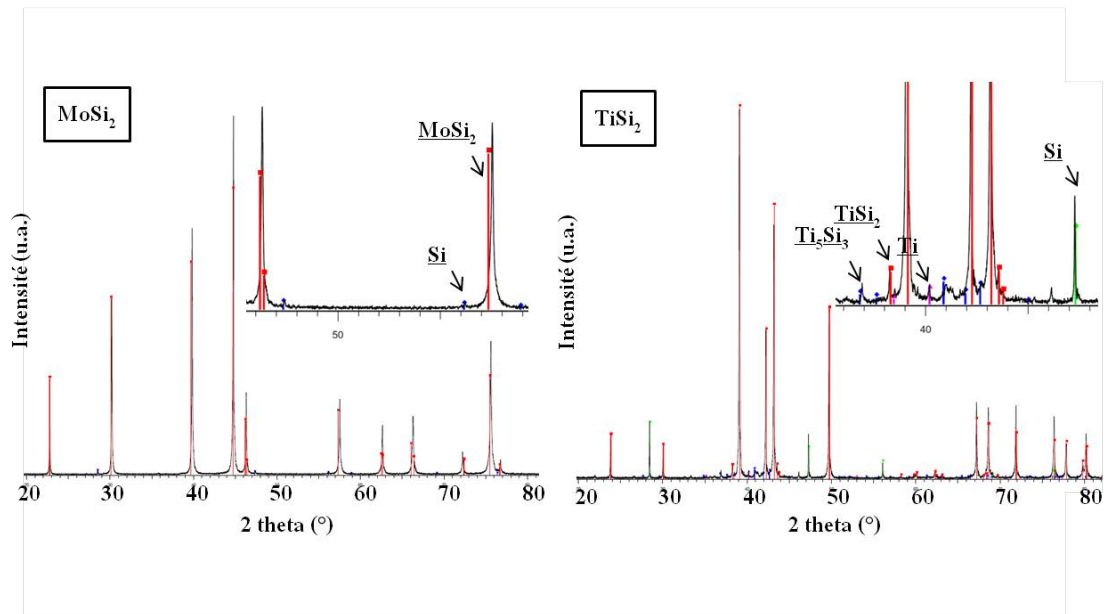 MoSi2
Intensité (u.a.)
MoSi2
Si
50
20 30 40 50 60 70 80
2 theta (°)
TiSi2
Intensité (u.a.)
Ti5Si3
TiSi2
Ti
Si
40
20 30 40 50 60 70 80
2 theta (°)